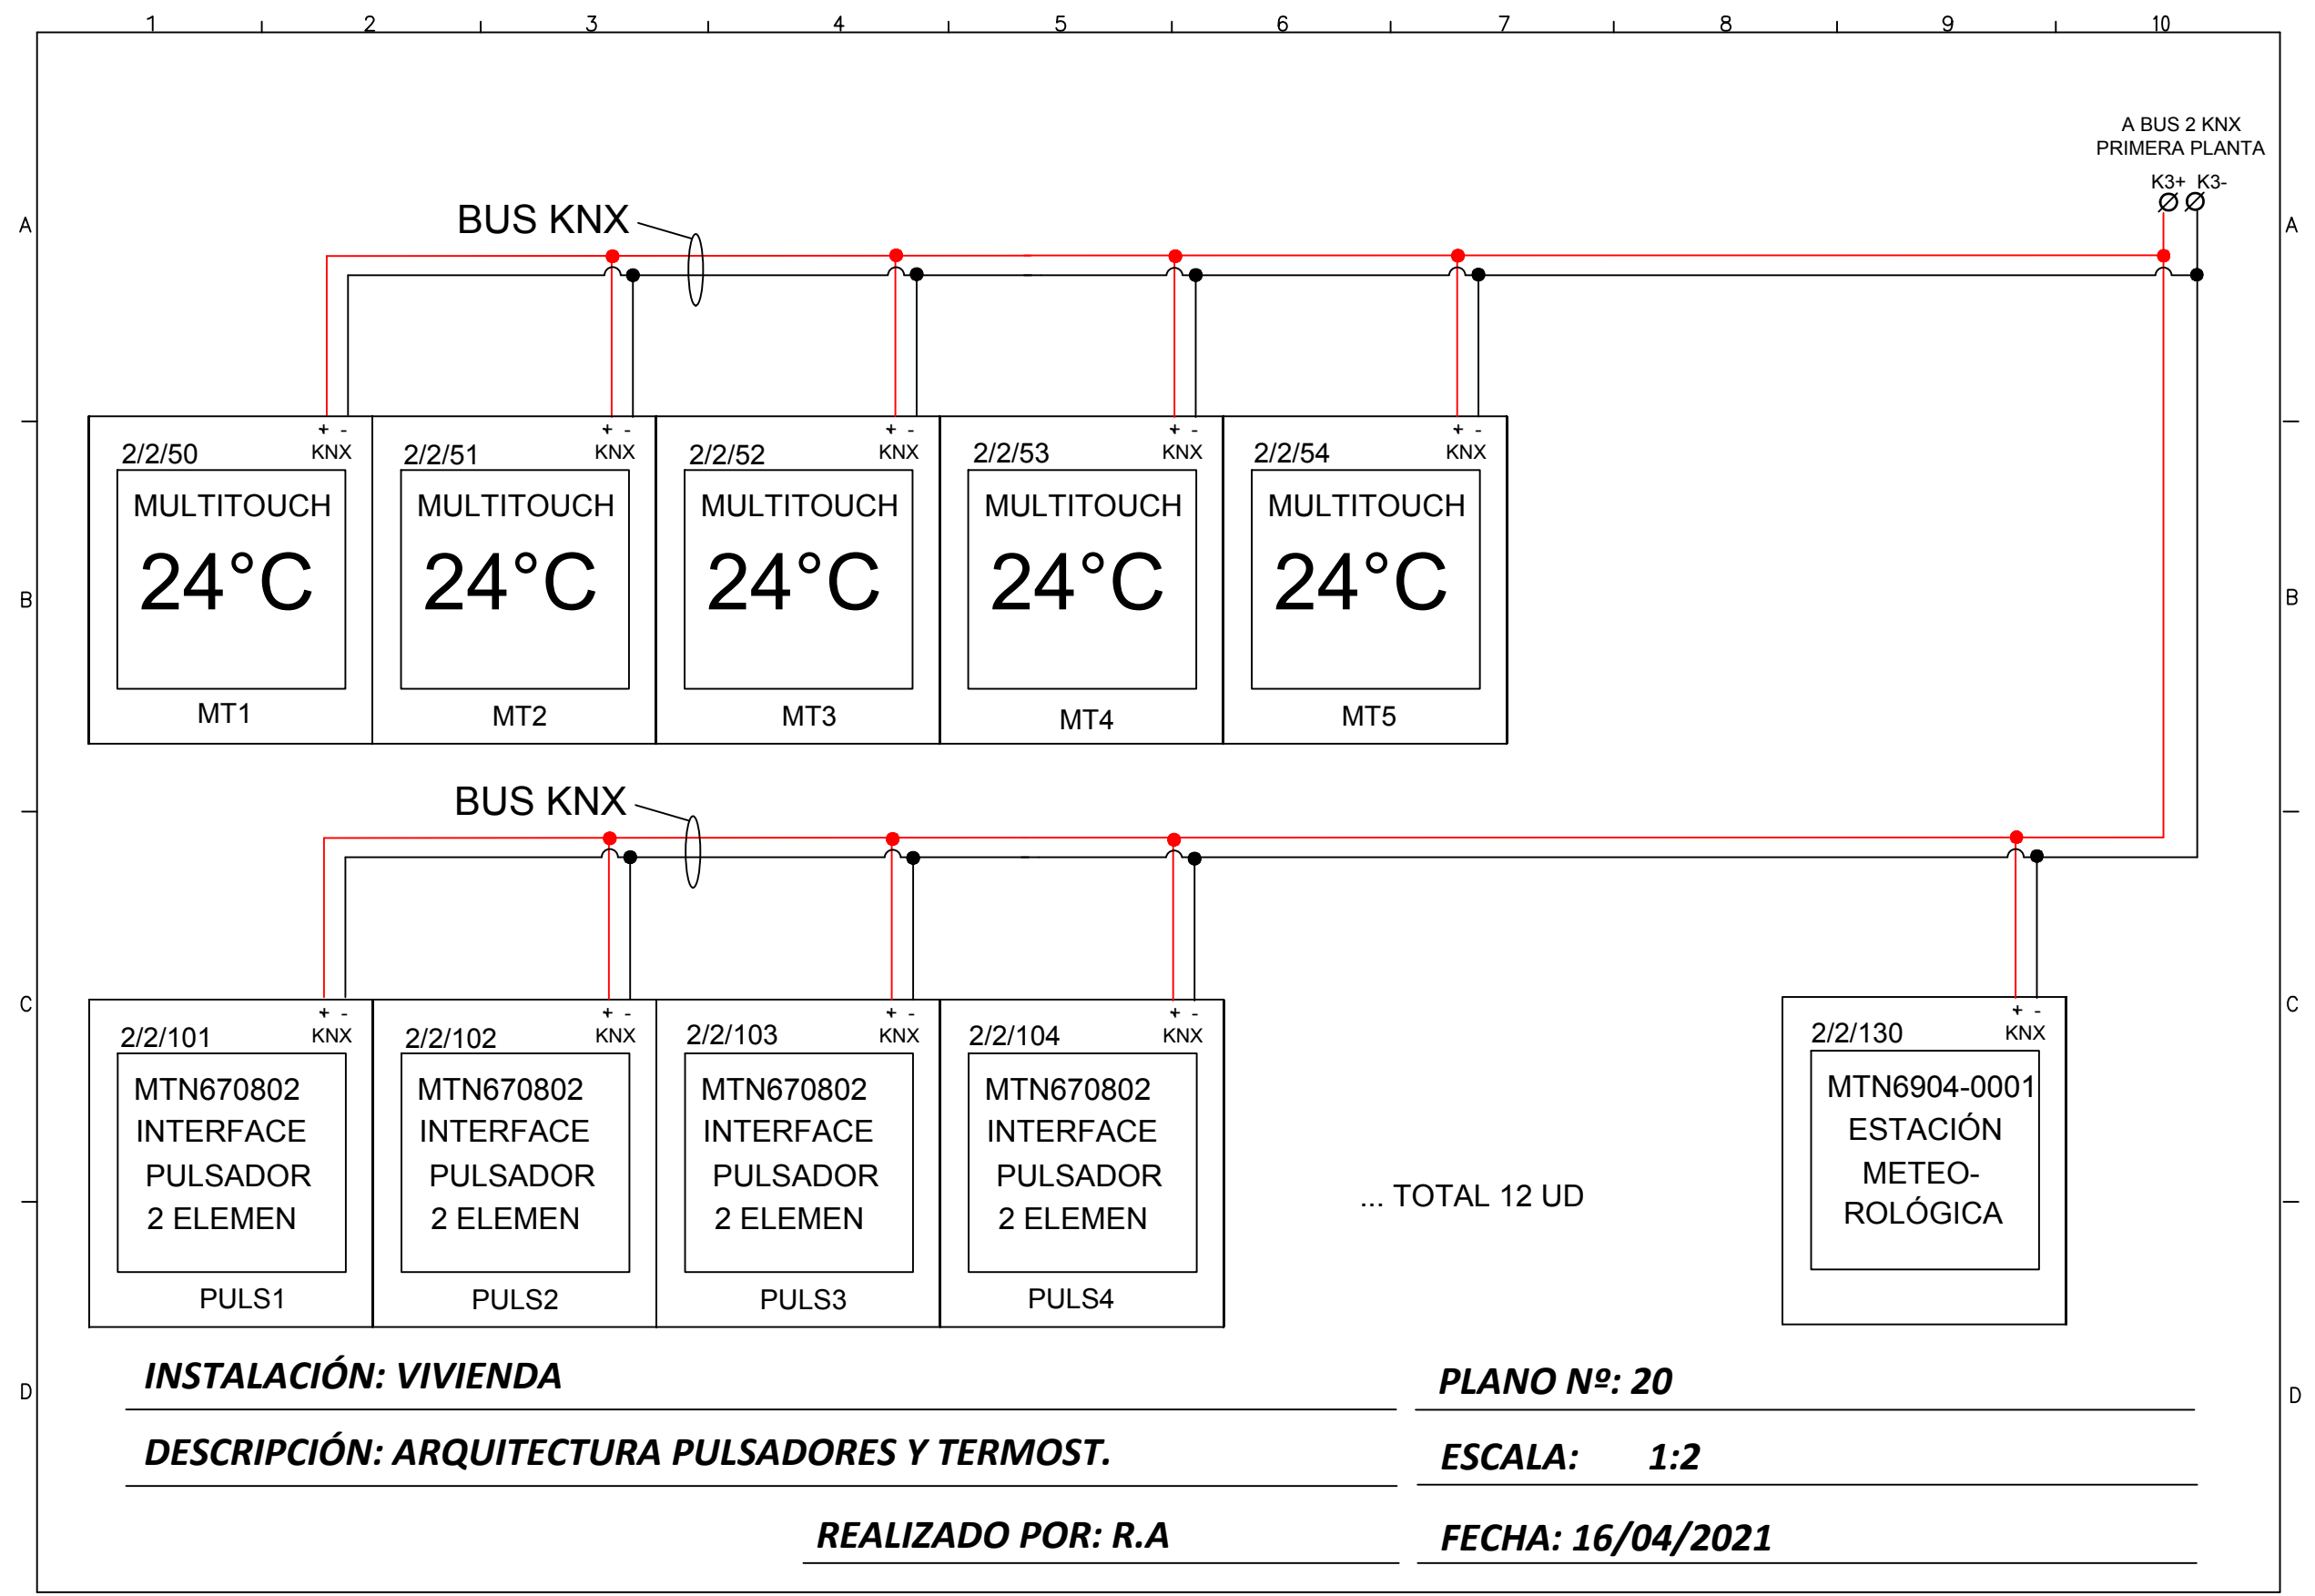 1 2 3 4 5 6 7 8 9 10
A BUS 2 KNX
PRIMERA PLANTA
K3+ K3-
A BUS KNX A
+ - + - + - + - + -
2/2/50 KNX 2/2/51 KNX 2/2/52 KNX 2/2/53 KNX 2/2/54 KNX
MULTITOUCH MULTITOUCH MULTITOUCH MULTITOUCH MULTITOUCH
24°C 24°C 24°C 24°C 24°C
B B
MT1 MT2 MT3 MT4 MT5
BUS KNX
C C
+ - + - + - + - + -
2/2/101 KNX 2/2/102 KNX 2/2/103 KNX 2/2/104 KNX 2/2/130 KNX
MTN670802 MTN670802 MTN670802 MTN670802 MTN6904-0001
INTERFACE INTERFACE INTERFACE INTERFACE ESTACIÓN
PULSADOR PULSADOR PULSADOR PULSADOR METEO-
2 ELEMEN 2 ELEMEN 2 ELEMEN 2 ELEMEN ... TOTAL 12 UD ROLÓGICA
PULS1 PULS2 PULS3 PULS4
INSTALACIÓN: VIVIENDA PLANO Nº: 20
D D
DESCRIPCIÓN: ARQUITECTURA PULSADORES Y TERMOST. ESCALA: 1:2
REALIZADO POR: R.A FECHA: 16/04/2021